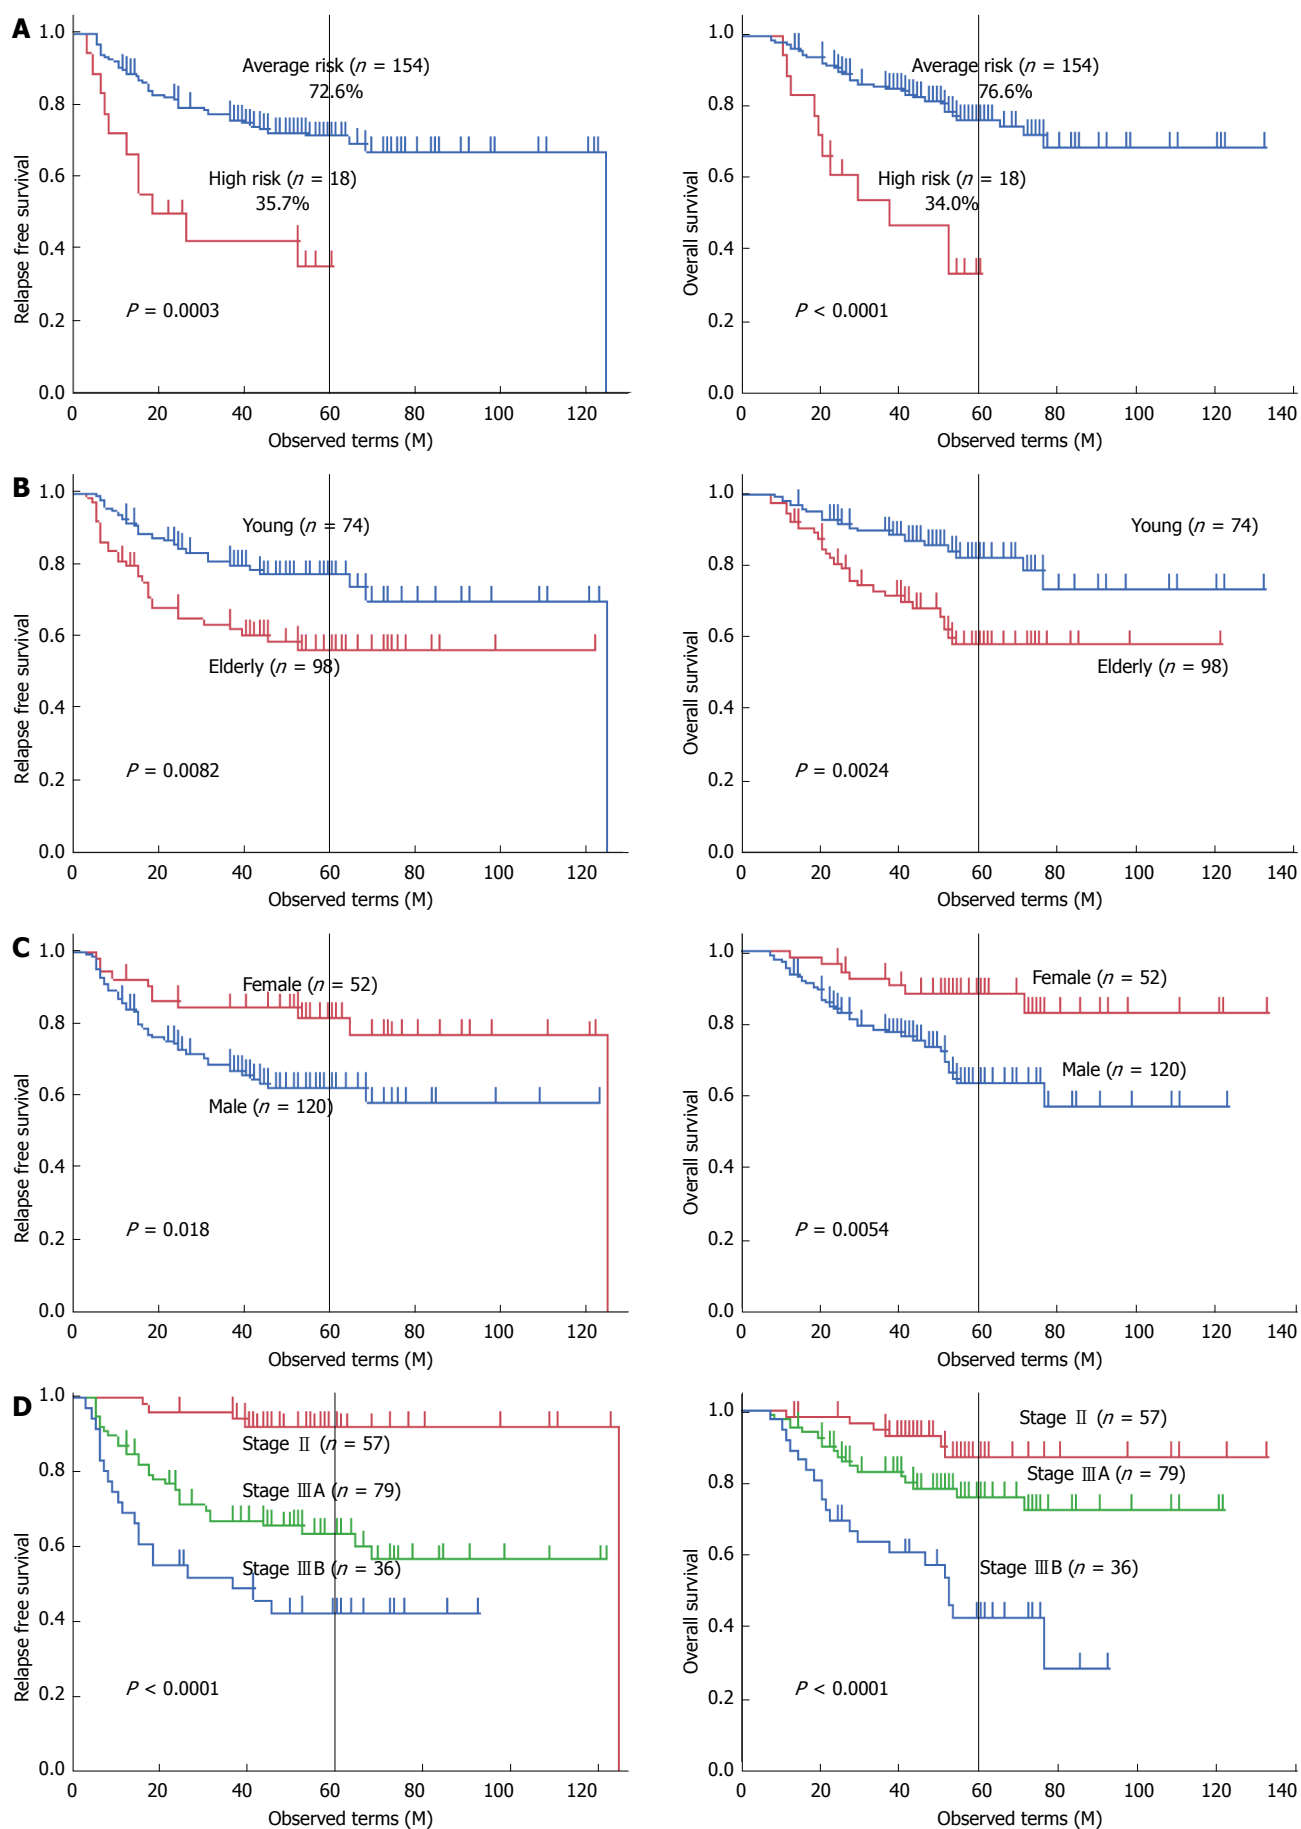 A
1.0
0.8
0.6
0.4
0.2
0.0
Relapse free survival
Average risk (n = 154)
72.6%
High risk (n = 18)
35.7%
P = 0.0003
0 20 40 60 80 100 120
Observed terms (M)
1.0
0.8
0.6
0.4
0.2
0.0
Overall survival
Average risk (n = 154)
76.6%
High risk (n = 18)
34.0%
P < 0.0001
0 20 40 60 80 100 120 140
Observed terms (M)
B
1.0
0.8
0.6
0.4
0.2
0.0
Relapse free survival
Young (n = 74)
Elderly (n = 98)
P = 0.0082
0 20 40 60 80 100 120
Observed terms (M)
1.0
0.8
0.6
0.4
0.2
0.0
Overall survival
Young (n = 74)
Elderly (n = 98)
P = 0.0024
0 20 40 60 80 100 120 140
Observed terms (M)
C
1.0
0.8
0.6
0.4
0.2
0.0
Relapse free survival
Female (n = 52)
Male (n = 120)
P = 0.018
0 20 40 60 80 100 120
Observed terms (M)
1.0
0.8
0.6
0.4
0.2
0.0
Overall survival
Female (n = 52)
Male (n = 120)
P = 0.0054
0 20 40 60 80 100 120 140
Observed terms (M)
D
1.0
0.8
0.6
0.4
0.2
0.0
Relapse free survival
Stage Ⅱ (n = 57)
Stage ⅢA (n = 79)
Stage ⅢB (n = 36)
P < 0.0001
0 20 40 60 80 100 120
Observed terms (M)
1.0
0.8
0.6
0.4
0.2
0.0
Overall survival
Stage Ⅱ (n = 57)
Stage ⅢA (n = 79)
Stage ⅢB (n = 36)
P < 0.0001
0 20 40 60 80 100 120 140
Observed terms (M)